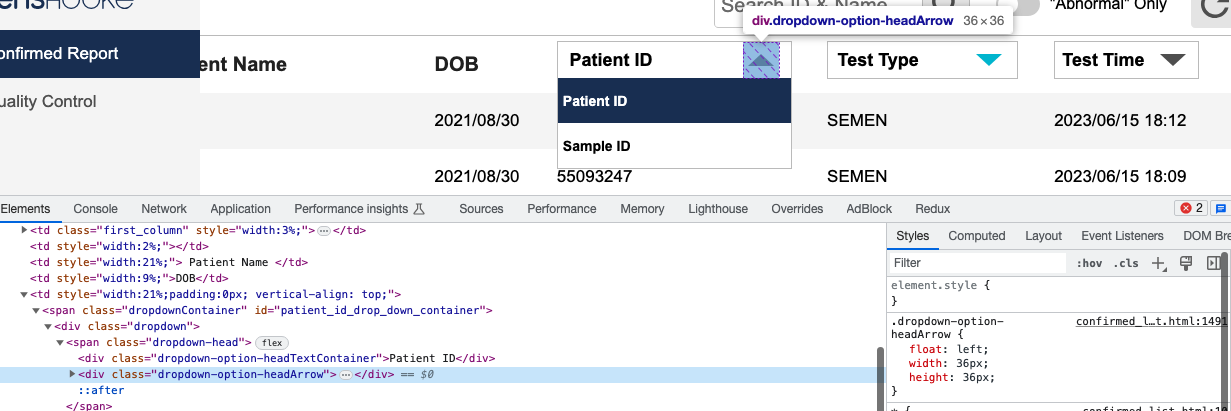 Search ID & Name
"Abnormal" Only
div.dropdown-option-headArrow 36×36
onfirmed Report
ent Name
DOB
Patient ID
Test Type
Test Time
uality Control
Patient ID
2021/08/30
SEMEN
2023/06/15 18:12
Sample ID
2021/08/30
55093247
SEMEN
2023/06/15 18:09
Elements Console Network Application Performance insights Sources Performance Memory Lighthouse Overrides AdBlock Redux 2
<td class="first_column" style="width:3%;">…</td>
<td style="width:2%;"></td>
<td style="width:21%;"> Patient Name </td>
<td style="width:9%;">DOB</td>
<td style="width:21%;padding:0px; vertical-align: top;">
<span class="dropdownContainer" id="patient_id_drop_down_container">
<div class="dropdown">
<span class="dropdown-head"> flex
<div class="dropdown-option-headTextContainer">Patient ID</div>
<div class="dropdown-option-headArrow">…</div> == $0
::after
</span>
Styles Computed Layout Event Listeners DOM Bre
Filter
:hov .cls
element.style {
}
.dropdown-option-headArrow {
confirmed_l…t.html:1491
float: left;
width: 36px;
height: 36px;
}